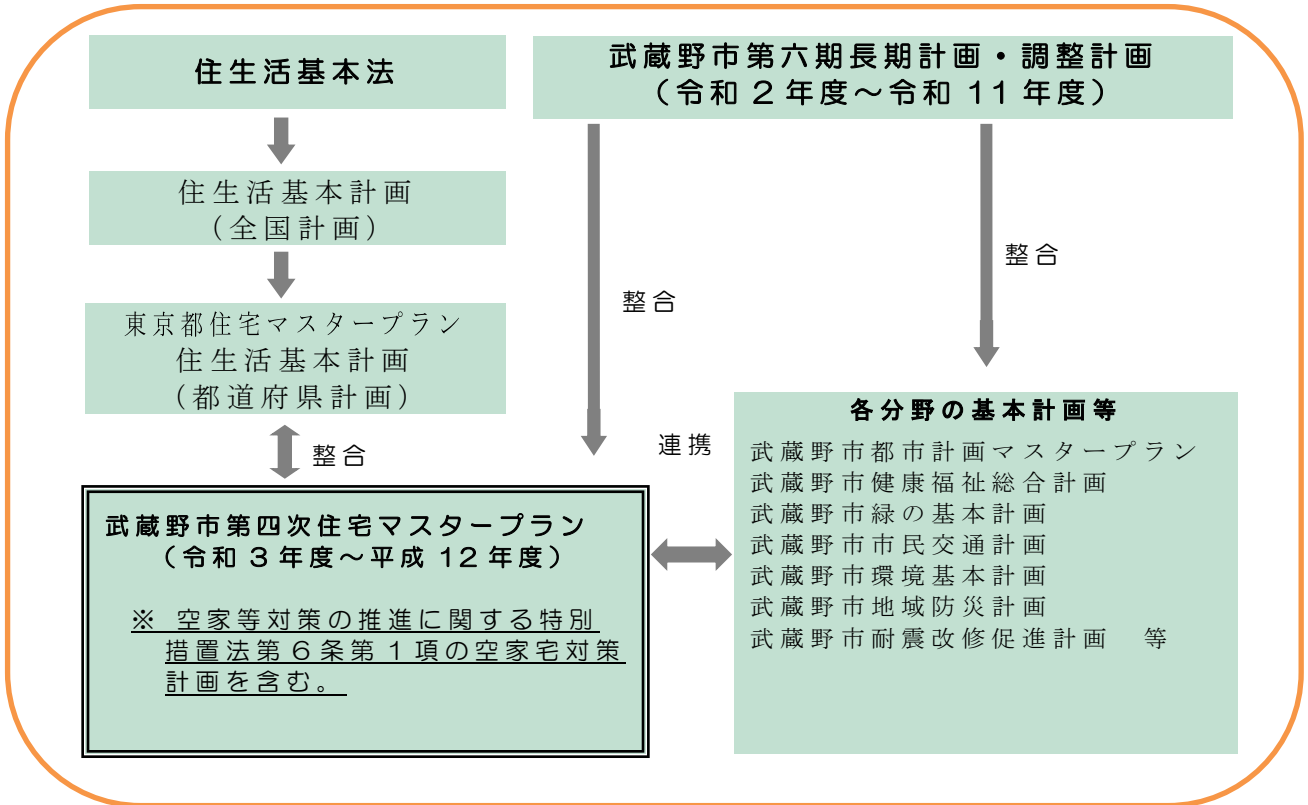 住生活基本法
武蔵野市第六期長期計画・調整計画
（令和２年度～令和 11 年度）
住生活基本計画
（全国計画）
整合
整合
東京都住宅マスタープラン
住生活基本計画
（都道府県計画）
整合
連携
各分野の基本計画等
武蔵野市都市計画マスタープラン
武蔵野市健康福祉総合計画
武蔵野市緑の基本計画
武蔵野市市民交通計画
武蔵野市環境基本計画
武蔵野市地域防災計画
武蔵野市耐震改修促進計画　等
武蔵野市第四次住宅マスタープラン
（令和３年度～平成 12 年度）
※ 空家等対策の推進に関する特別
措置法第６条第１項の空家宅対策
計画を含む。